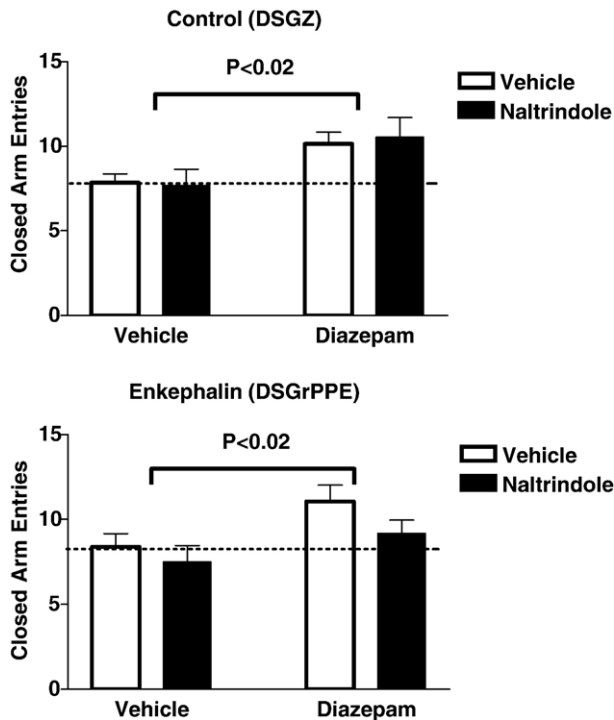 Control (DSGZ)
Closed Arm Entries
15
10
5
0
P<0.02
Vehicle
Naltrindole
Vehicle
Diazepam
Enkephalin (DSGrPPE)
Closed Arm Entries
15
10
5
0
P<0.02
Vehicle
Naltrindole
Vehicle
Diazepam